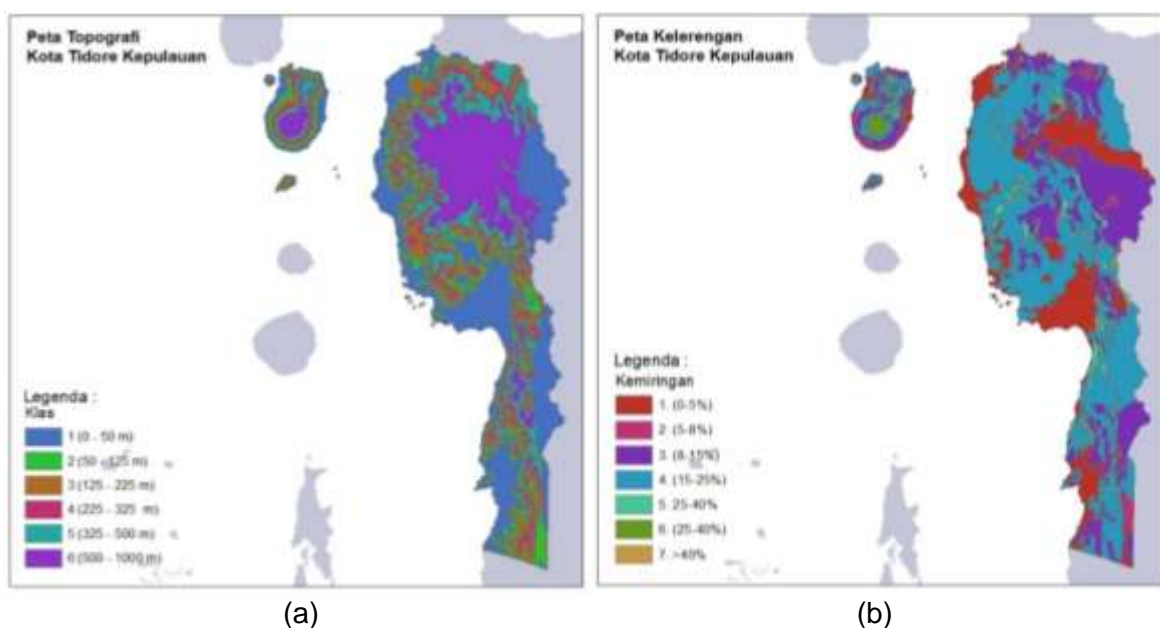 Peta Topografi
Kota Tidore Kepulauan
Legenda :
Klas
1 (0 - 50 m)
2 (50 - 125 m)
3 (125 - 225 m)
4 (225 - 325 m)
5 (325 - 500 m)
6 (500 - 1000 m)
(a)
Peta Kelerengan
Kota Tidore Kepulauan
Legenda :
Kemiringan
1. (0-5%)
2. (5-8%)
3. (8-15%)
4. (15-25%)
5. 25-40%
6. (25-40%)
7. >40%
(b)